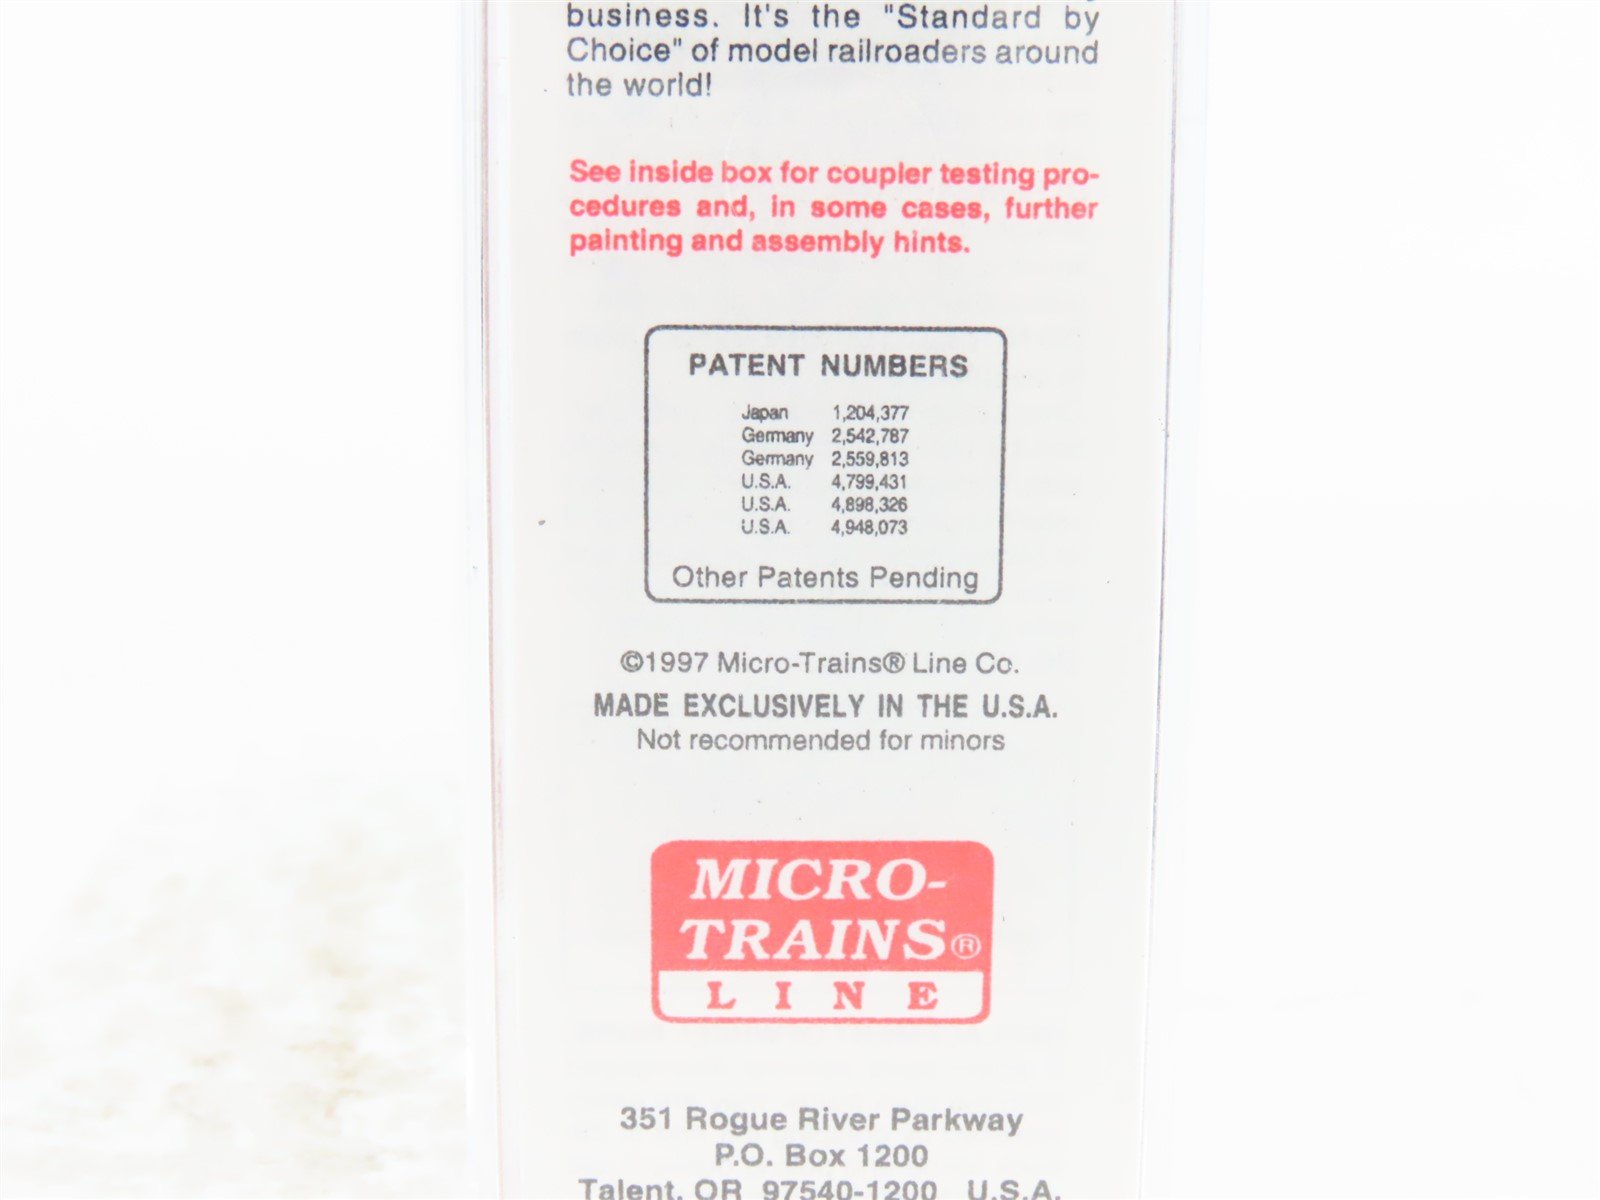 business. It's the "Standard by
Choice" of model railroaders around
the world!
See inside box for coupler testing pro-
cedures and, in some cases, further
painting and assembly hints.
PATENT NUMBERS
Japan 1,204,377
Germany 2,542,787
Germany 2,559,813
U.S.A. 4,799,431
U.S.A. 4,898,326
U.S.A. 4,948,073
Other Patents Pending
©1997 Micro-Trains® Line Co.
MADE EXCLUSIVELY IN THE U.S.A.
Not recommended for minors
MICRO-
TRAINS®
LINE
351 Rogue River Parkway
P.O. Box 1200
Talent, OR 97540-1200 U.S.A.